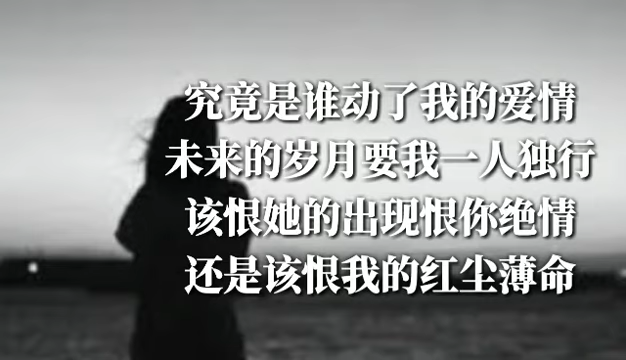 究竟是谁动了我的爱情
未来的岁月要我一人独行
该恨她的出现恨你绝情
还是该恨我的红尘薄命